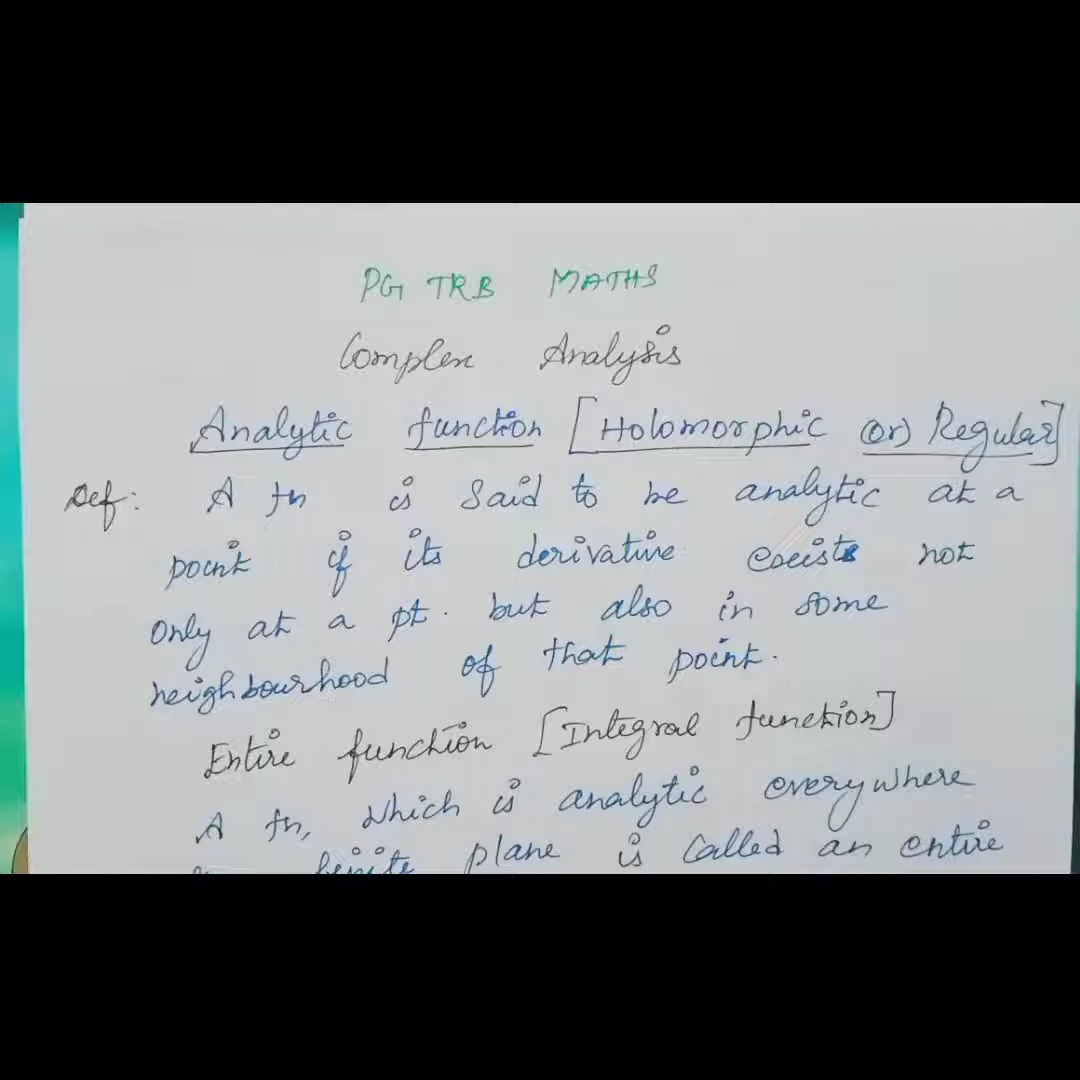 PG TRB MATHS
Complex Analysis
Analytic function [Holomorphic (or) Regular]
Def: A fn is said to be analytic at a
point if its derivative exists not
only at a pt. but also in some
neighbourhood of that point.
Entire function [Integral function]
A fn, which is analytic everywhere
finite plane is called an entire